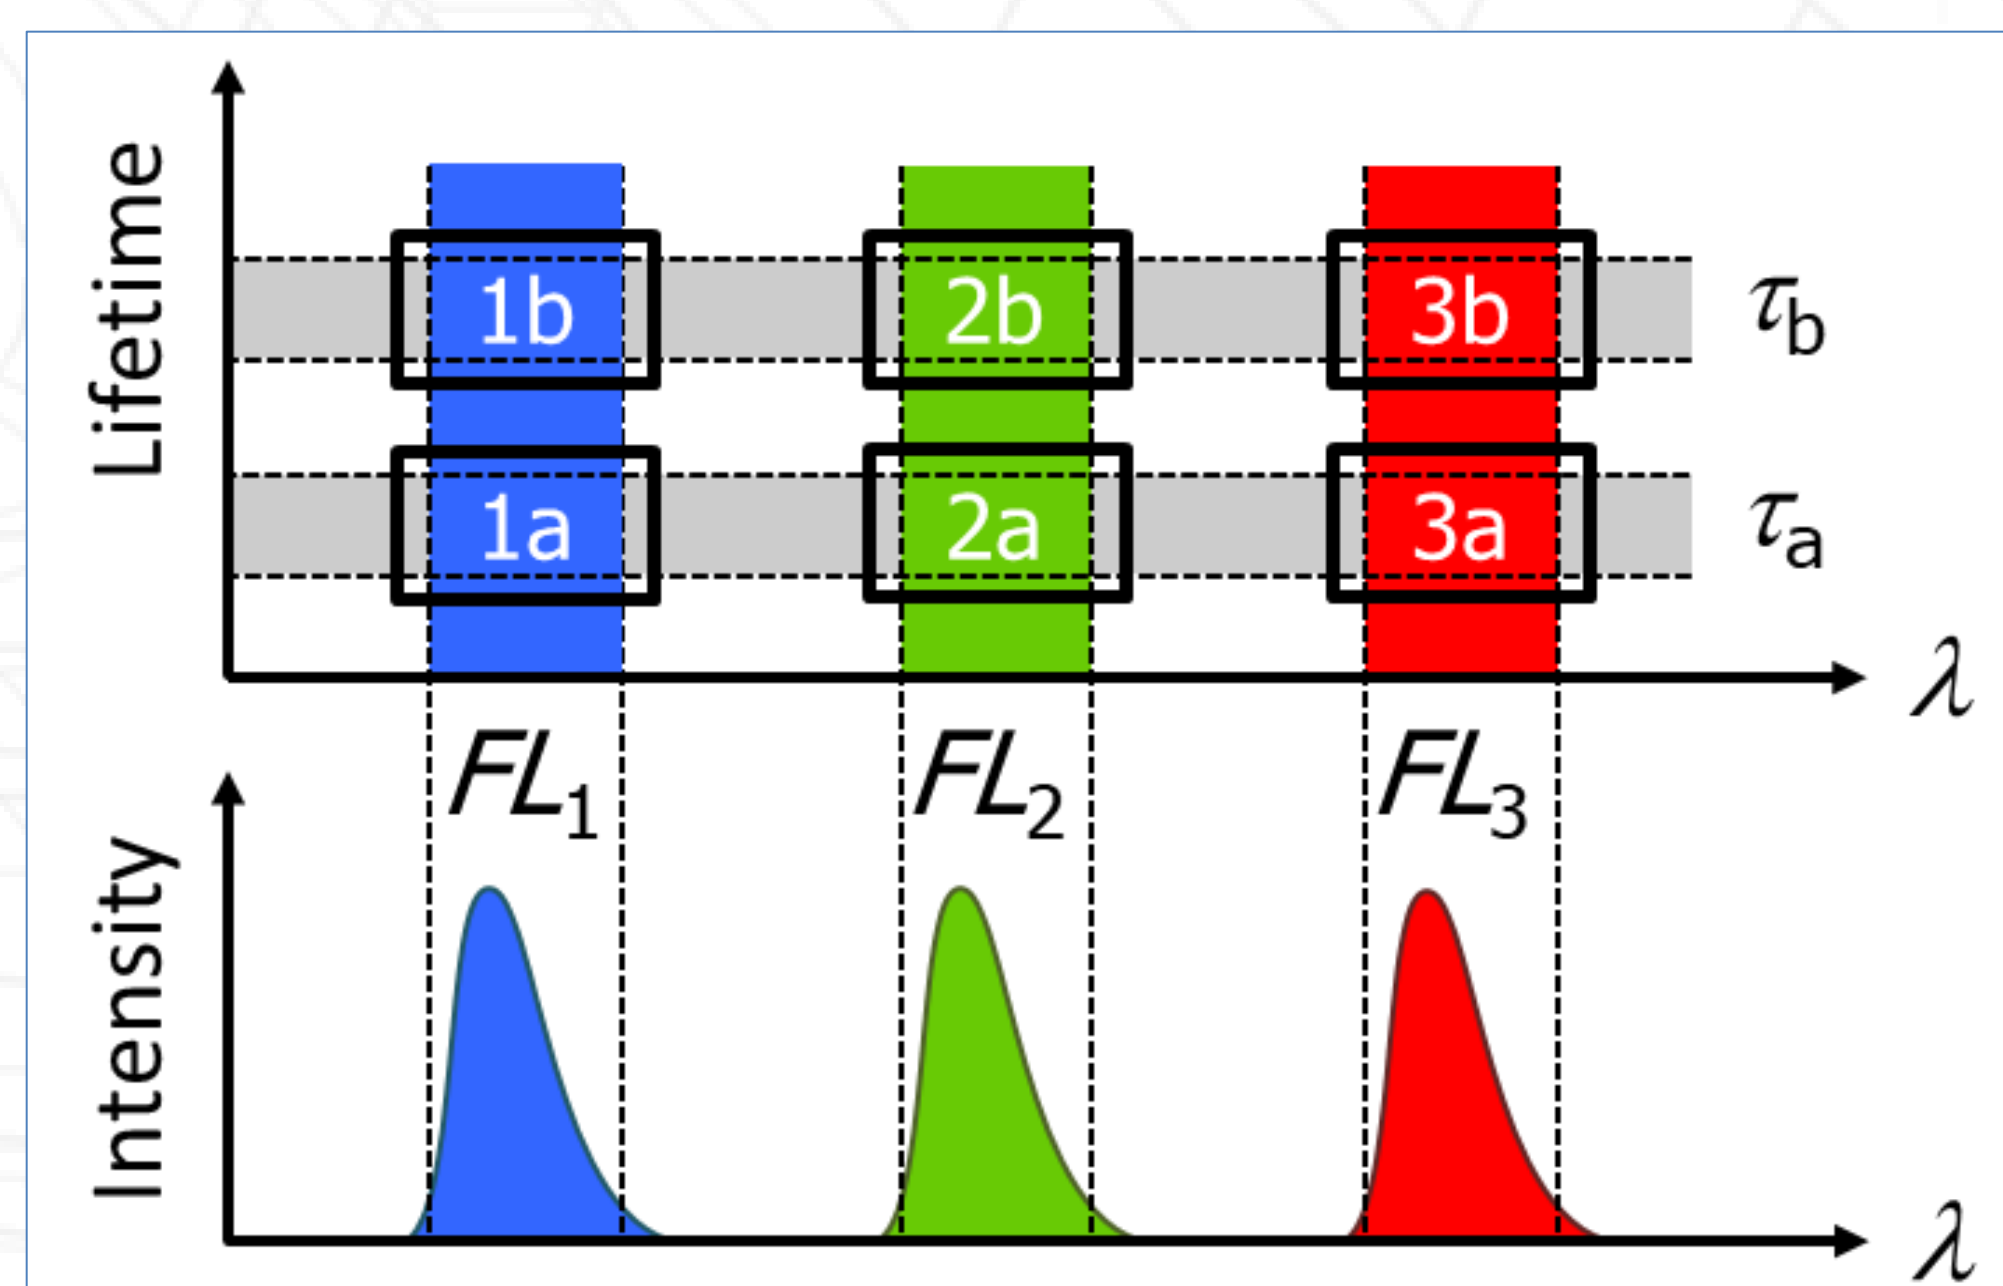 Lifetime
1b 2b 3b τb
1a 2a 3a τa
λ
FL1 FL2 FL3
Intensity
λ